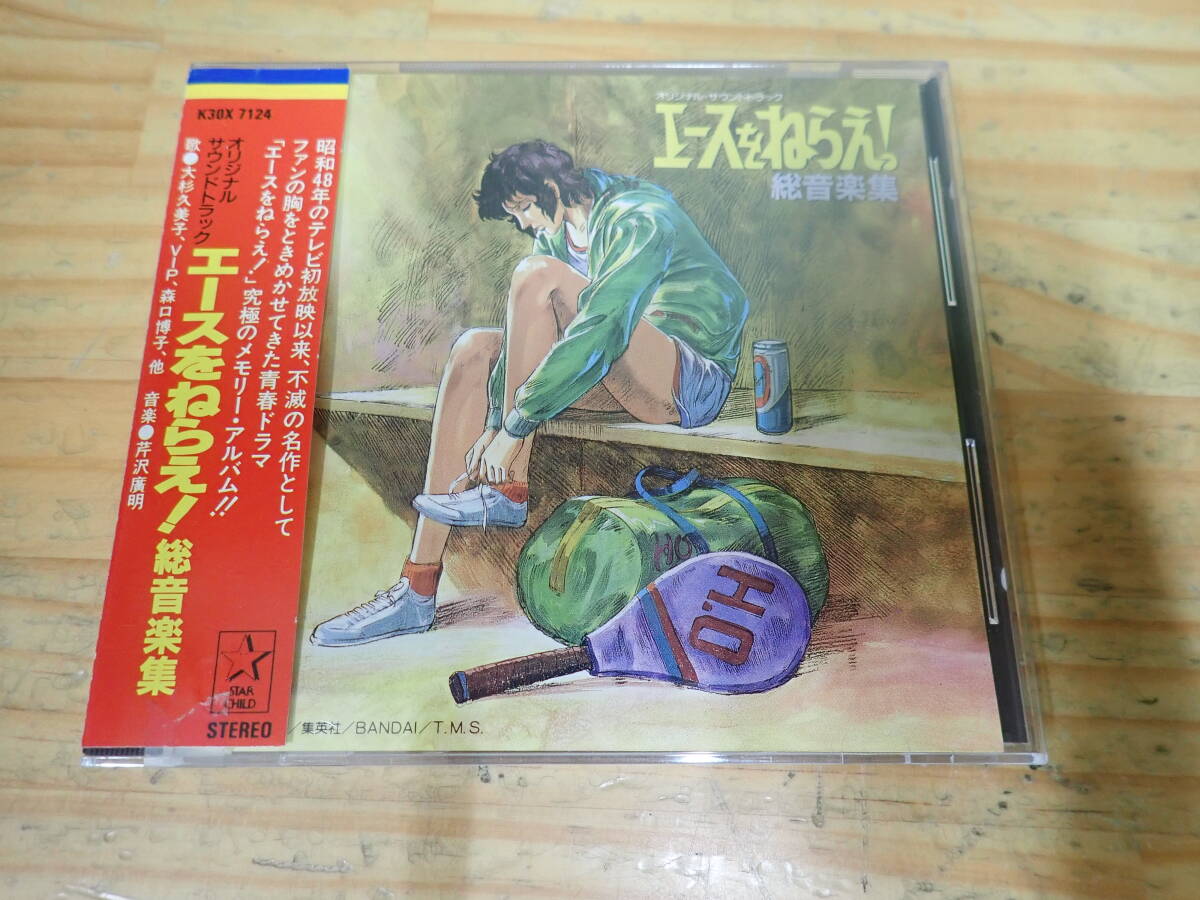 K30X 7124
昭和48年のテレビ初放映以来、不滅の名作として
ファンの胸をときめかせてきた青春ドラマ
「エースをねらえ!」究極のメモリー・アルバム!!
オリジナル
サウンドトラック
エースをねらえ!総音楽集
歌●大杉久美子、VIP、森口博子、他 音楽●芹沢廣明
STAR
CHILD
STEREO
オリジナル・サウンドトラック
エースをねらえ!
総音楽集
HO
O.H
/集英社/BANDAI/T.M.S.